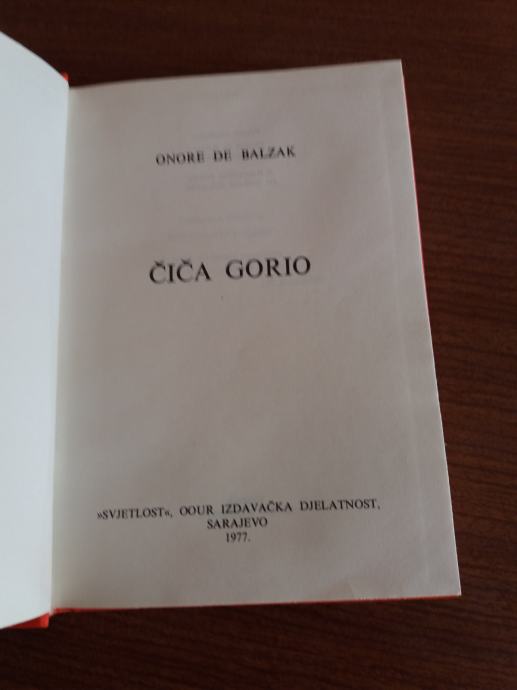 ONORE DE BALZAK
ČIČA GORIO
»SVJETLOST«, OOUR IZDAVAČKA DJELATNOST,
SARAJEVO
1977.